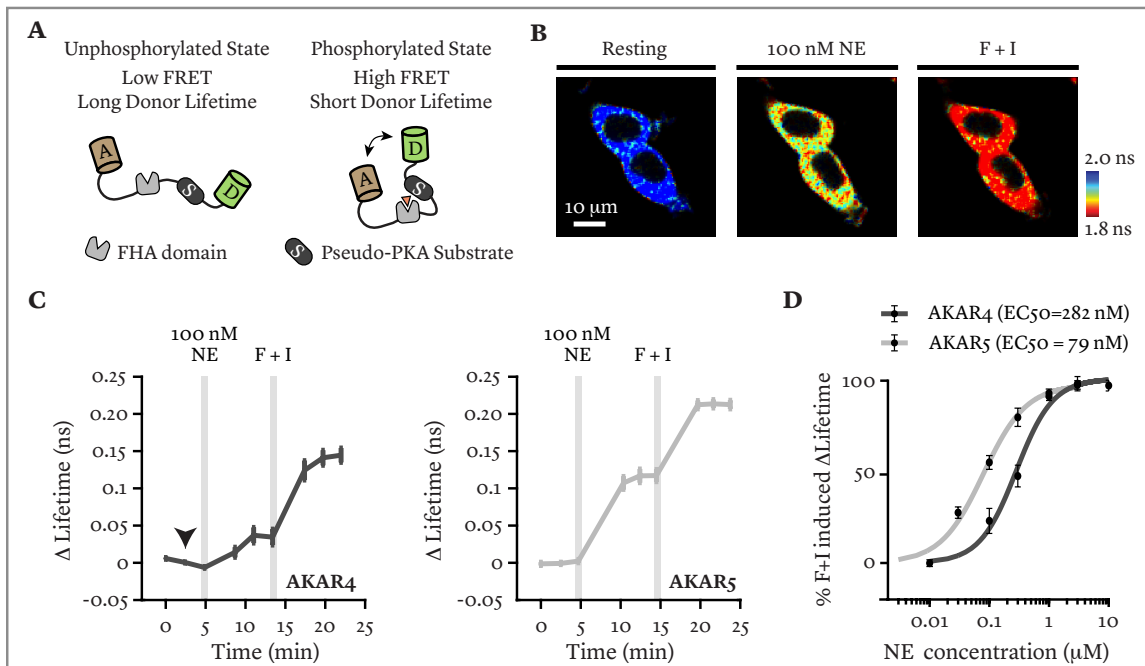 A
Unphosphorylated State
Low FRET
Long Donor Lifetime
Phosphorylated State
High FRET
Short Donor Lifetime
A
S
D
A
D
S
FHA domain
S
Pseudo-PKA Substrate
B
Resting
100 nM NE
F + I
10 µm
2.0 ns
1.8 ns
C
100 nM
NE
F + I
Δ Lifetime (ns)
0.25
0.20
0.15
0.1
0.05
0
-0.05
AKAR4
0
5
10
15
20
25
Time (min)
100 nM
NE
F + I
Δ Lifetime (ns)
0.25
0.20
0.15
0.1
0.05
0
-0.05
AKAR5
0
5
10
15
20
25
Time (min)
D
AKAR4 (EC50=282 nM)
AKAR5 (EC50 = 79 nM)
% F+I induced ΔLifetime
100
50
0
0.01
0.1
1
10
NE concentration (µM)